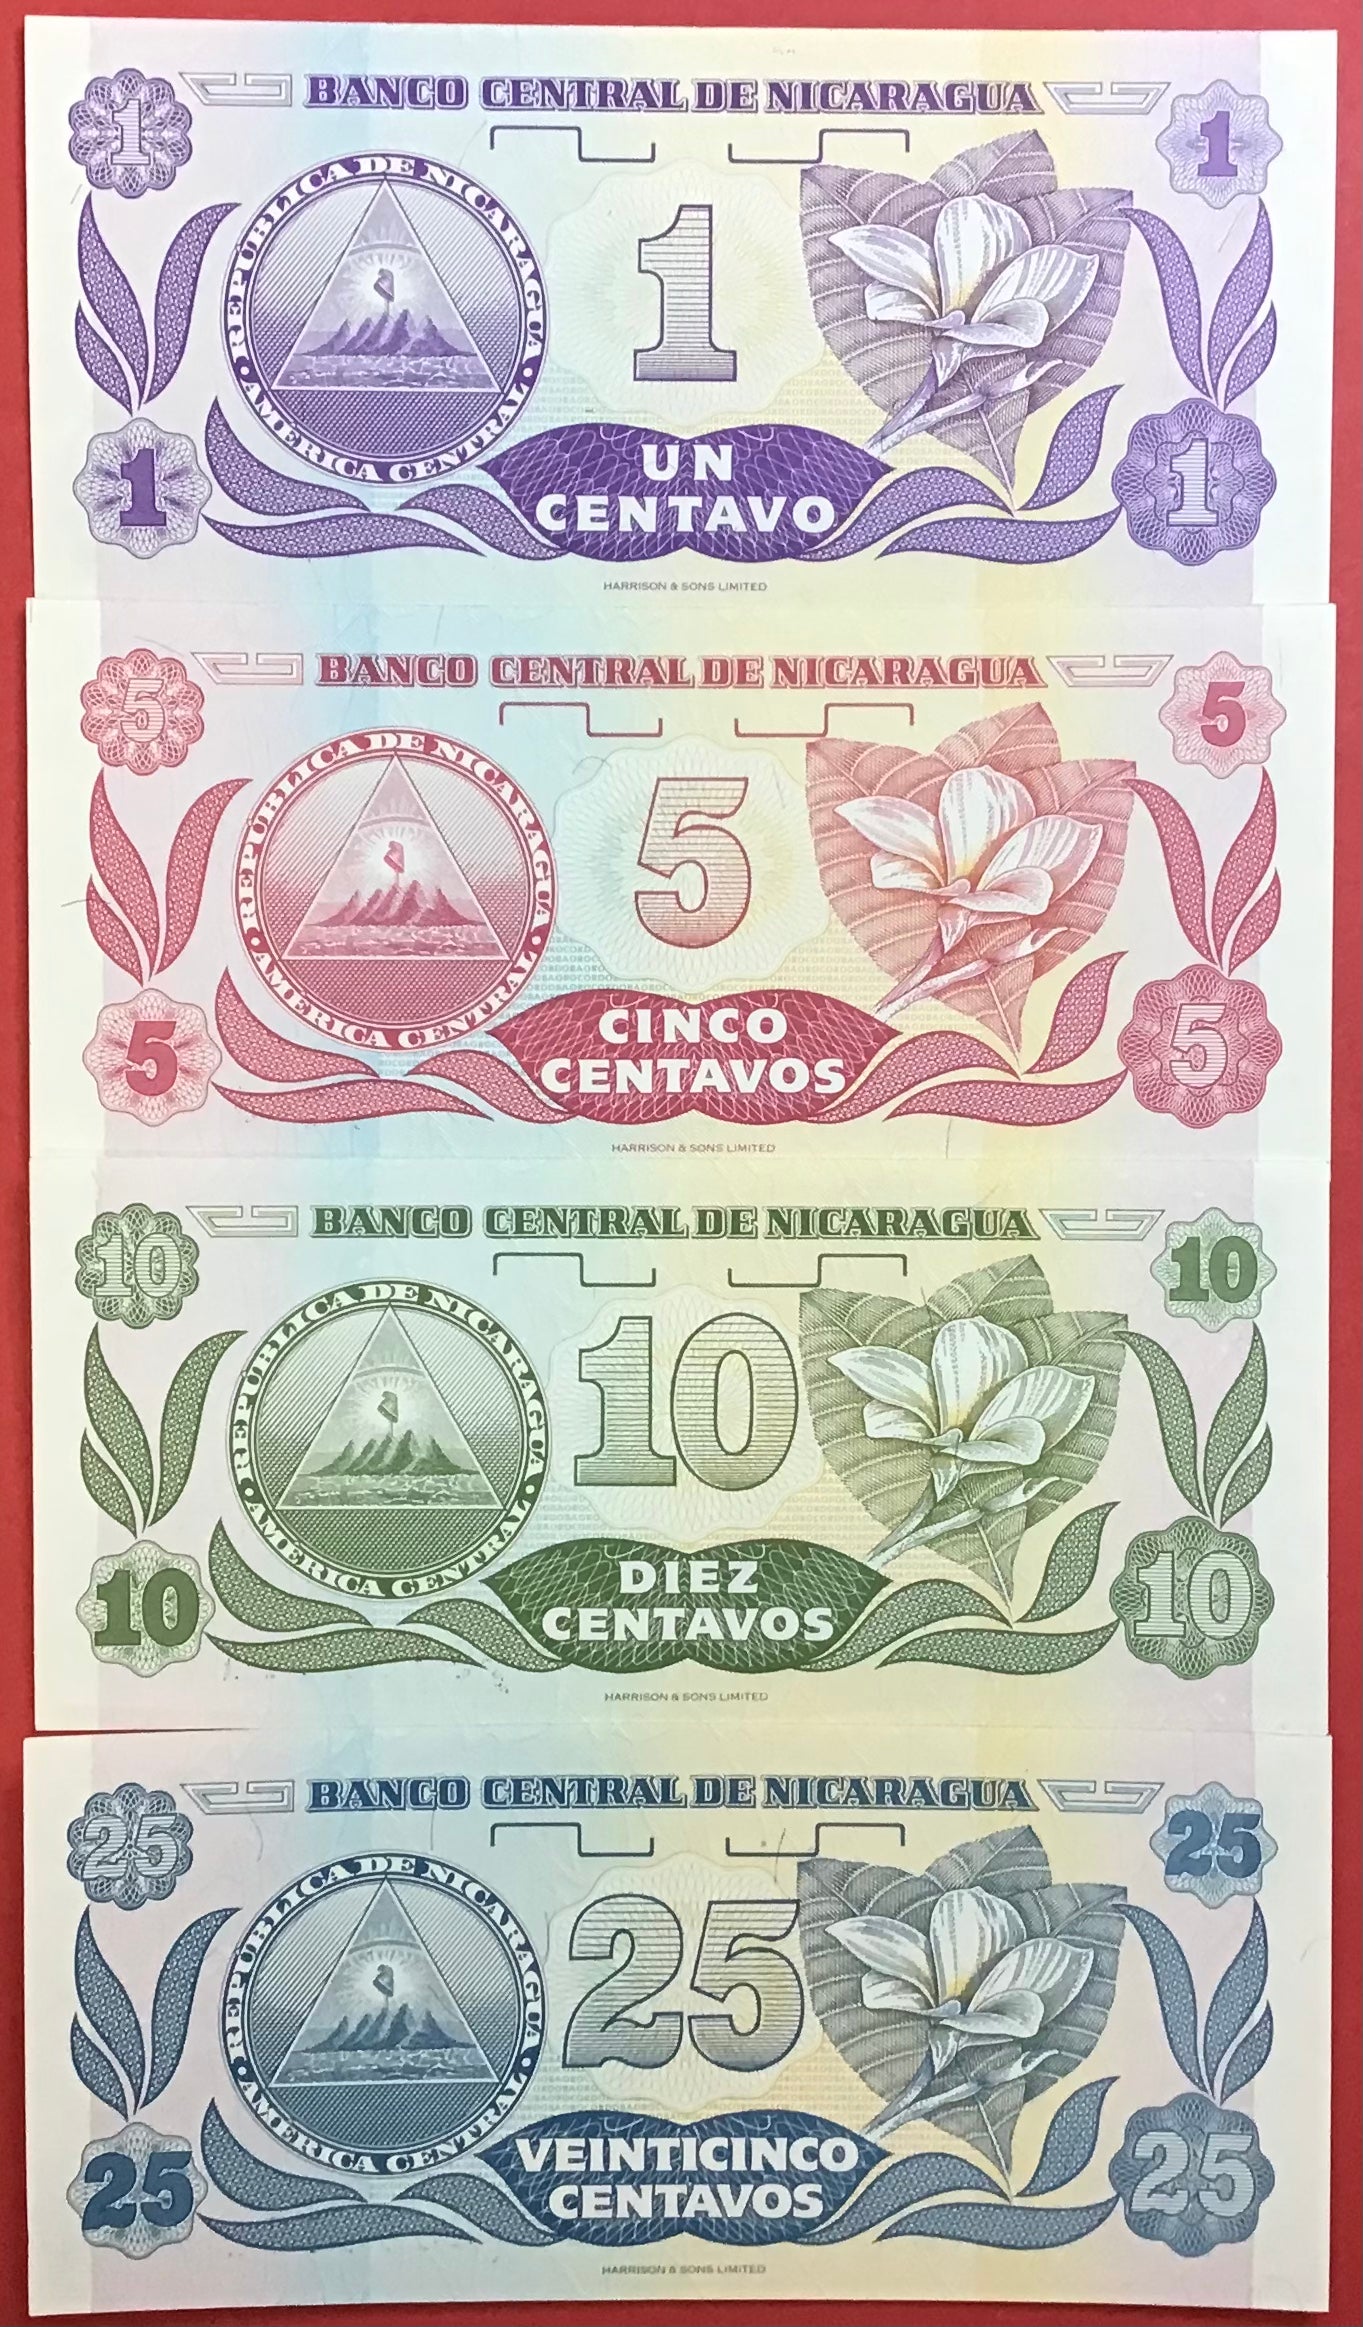 BANCO CENTRAL DE NICARAGUA
1
1
REPUBLICA DE NICARAGUA
1
AMERICA CENTRAL
UN
CENTAVO
1
1
HARRISON & SONS LIMITED
BANCO CENTRAL DE NICARAGUA
5
5
REPUBLICA DE NICARAGUA
5
AMERICA CENTRAL
CINCO
CENTAVOS
5
5
HARRISON & SONS LIMITED
BANCO CENTRAL DE NICARAGUA
10
10
REPUBLICA DE NICARAGUA
10
AMERICA CENTRAL
DIEZ
CENTAVOS
10
10
HARRISON & SONS LIMITED
BANCO CENTRAL DE NICARAGUA
25
25
REPUBLICA DE NICARAGUA
25
AMERICA CENTRAL
VEINTICINCO
CENTAVOS
25
25
HARRISON & SONS LIMITED